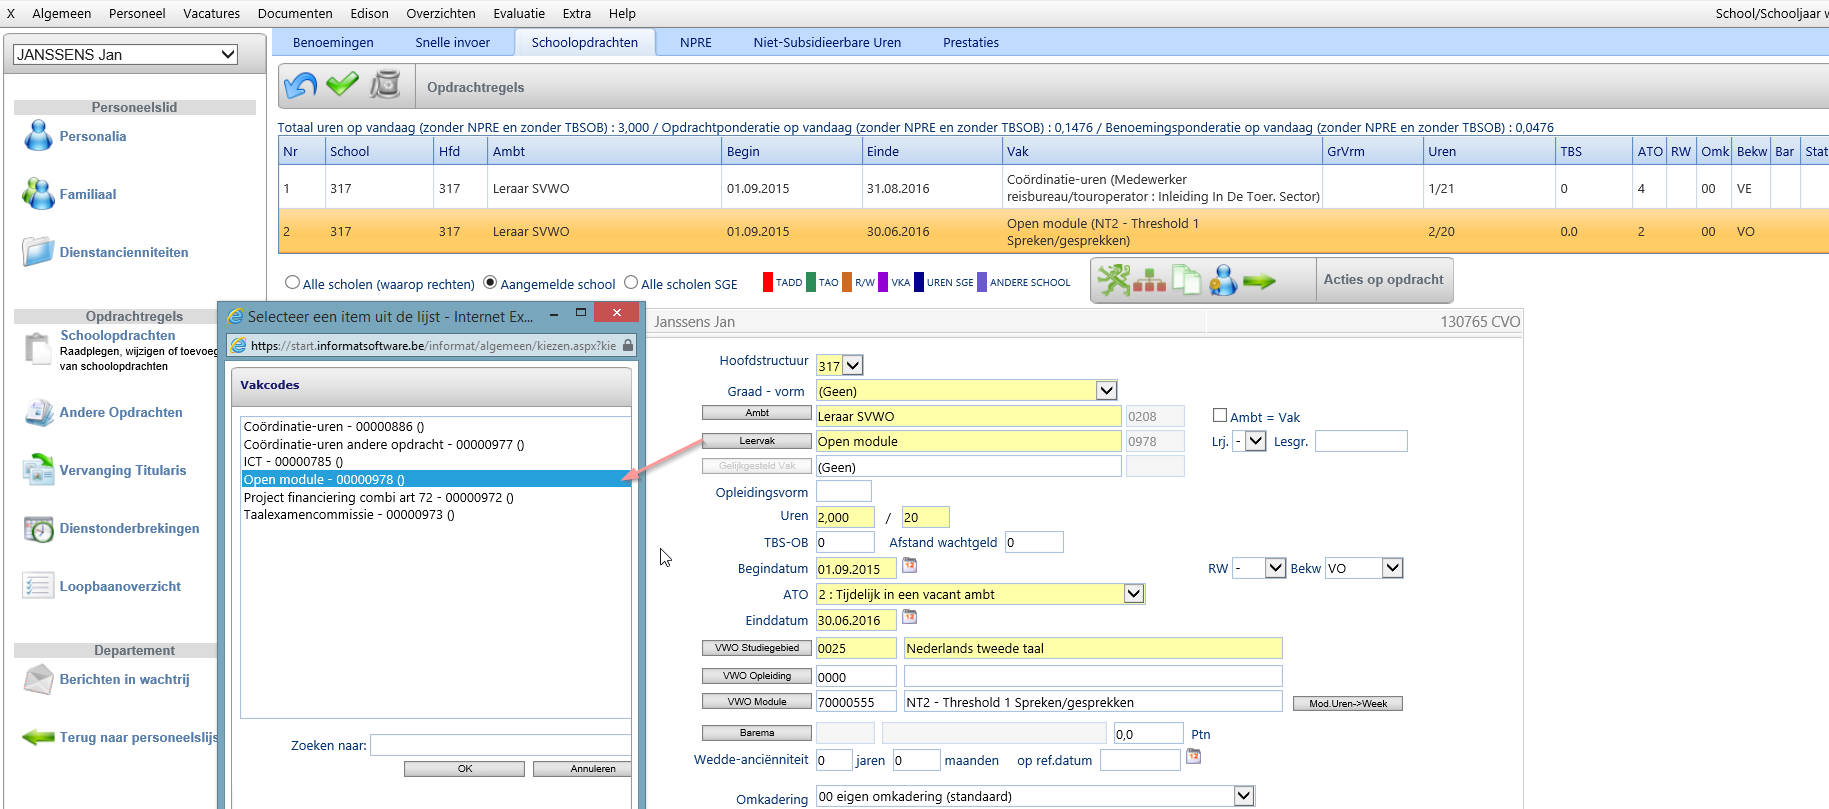 X Algemeen Personeel Vacatures Documenten Edison Overzichten Evaluatie Extra Help School/Schooljaar w
JANSSENS Jan
Personeelslid
Personalia
Familiaal
Dienstancienniteiten
Opdrachtregels
Schoolopdrachten
Raadplegen, wijzigen of toevoeg
van schoolopdrachten
Andere Opdrachten
Vervanging Titularis
Dienstonderbrekingen
Loopbaanoverzicht
Departement
Berichten in wachtrij
Terug naar personeelslijs
Benoemingen Snelle invoer Schoolopdrachten NPRE Niet-Subsidieerbare Uren Prestaties
Opdrachtregels
Totaal uren op vandaag (zonder NPRE en zonder TBSOB) : 3,000 / Opdrachtponderatie op vandaag (zonder NPRE en zonder TBSOB) : 0,1476 / Benoemingsponderatie op vandaag (zonder NPRE en zonder TBSOB) : 0,0476
Nr School Hfd Ambt Begin Einde Vak GrVrm Uren TBS ATO RW Omk Bekw Bar Stat
1 317 317 Leraar SVWO 01.09.2015 31.08.2016 Coördinatie-uren (Medewerker
reisbureau/touroperator : Inleiding In De Toer. Sector) 1/21 0 4 00 VE
2 317 317 Leraar SVWO 01.09.2015 30.06.2016 Open module (NT2 - Threshold 1
Spreken/gesprekken) 2/20 0.0 2 00 VO
Alle scholen (waarop rechten) Aangemelde school Alle scholen SGE TADD TAO R/W VKA UREN SGE ANDERE SCHOOL Acties op opdracht
Selecteer een item uit de lijst - Internet Ex...
https://start.informatsoftware.be/informat/algemeen/kiezen.aspx?kie
Vakcodes
Coördinatie-uren - 00000886 ()
Coördinatie-uren andere opdracht - 00000977 ()
ICT - 00000785 ()
Open module - 00000978 ()
Project financiering combi art 72 - 00000972 ()
Taalexamencommissie - 00000973 ()
Zoeken naar:
OK Annuleren
Janssens Jan 130765 CVO
Hoofdstructuur 317
Graad - vorm (Geen)
Ambt Leraar SVWO 0208 Ambt = Vak
Leervak Open module 0978 Lrj. - Lesgr.
Gelijkgesteld Vak (Geen)
Opleidingsvorm
Uren 2,000 / 20
TBS-OB 0 Afstand wachtgeld 0
Begindatum 01.09.2015 12 RW - Bekw VO
ATO 2 : Tijdelijk in een vacant ambt
Einddatum 30.06.2016 12
VWO Studiegebied 0025 Nederlands tweede taal
VWO Opleiding 0000
VWO Module 70000555 NT2 - Threshold 1 Spreken/gesprekken Mod.Uren->Week
Barema 0,0 Ptn
Wedde-anciënniteit 0 jaren 0 maanden op ref.datum 12
Omkadering 00 eigen omkadering (standaard)